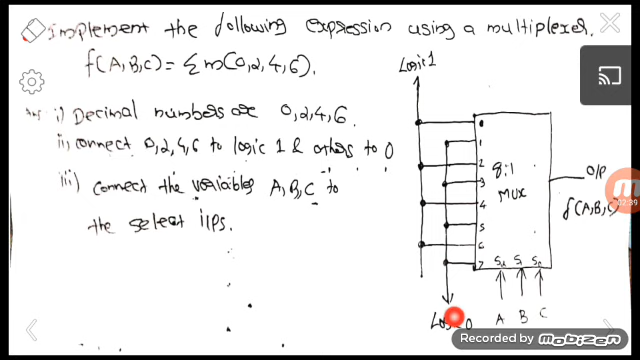 Implement the following expression using a multiplexer.
f(A,B,C) = Σ m(0,2,4,6).
Ans i) Decimal numbers are 0,2,4,6.
ii) connect 0,2,4,6 to logic 1 & others to 0
iii) connect the variables A, B, C to
the select i/ps.
Logic 1
0
1
2
3
4
5
6
7
8:1
MUX
S2 S1 S0
A B C
O/P
f(A,B,C)
0
02:39
Recorded by MOBIZEN